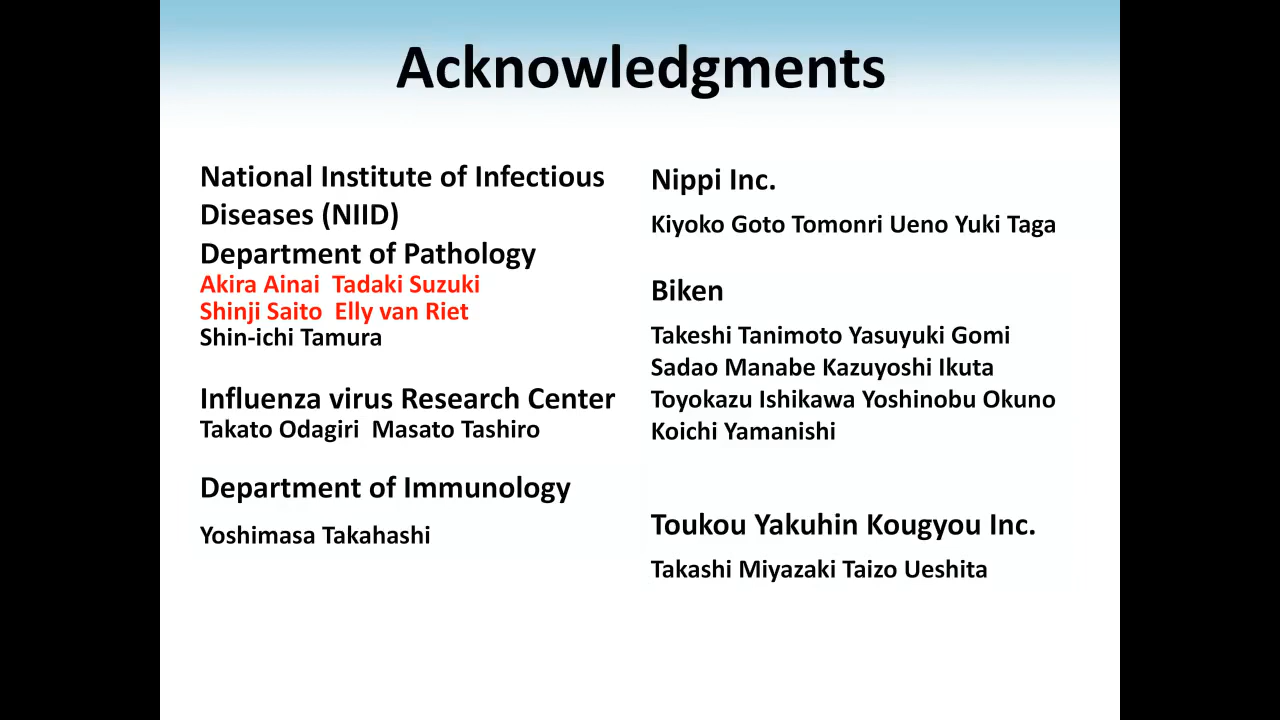 Acknowledgments
National Institute of Infectious
Diseases (NIID)
Department of Pathology
Akira Ainai Tadaki Suzuki
Shinji Saito Elly van Riet
Shin-ichi Tamura
Influenza virus Research Center
Takato Odagiri Masato Tashiro
Department of Immunology
Yoshimasa Takahashi
Nippi Inc.
Kiyoko Goto Tomonri Ueno Yuki Taga
Biken
Takeshi Tanimoto Yasuyuki Gomi
Sadao Manabe Kazuyoshi Ikuta
Toyokazu Ishikawa Yoshinobu Okuno
Koichi Yamanishi
Toukou Yakuhin Kougyou Inc.
Takashi Miyazaki Taizo Ueshita